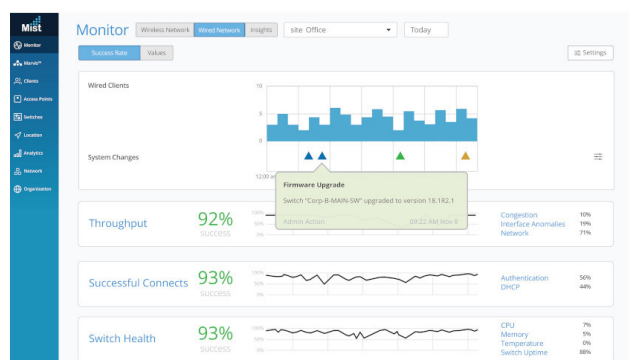 Mist
Monitor
Wireless Network
Wired Network
Insights
site Office
Today
Success Rate
Values
Settings
Monitor
Marvis™
Clients
Access Points
Switches
Location
Analytics
Network
Organization
Wired Clients
10
5
0
System Changes
12:00 am
Firmware Upgrade
Switch "Corp-B-MAIN-SW" upgraded to version 18.1R2.1
Admin Action
09:22 AM, Nov 8
Throughput
92%
success
100%
50%
0%
Congestion 10%
Interface Anomalies 19%
Network 71%
Successful Connects
93%
success
100%
50%
0%
Authentication 56%
DHCP 44%
Switch Health
93%
success
100%
50%
0%
CPU 7%
Memory 5%
Temperature 0%
Switch Uptime 88%